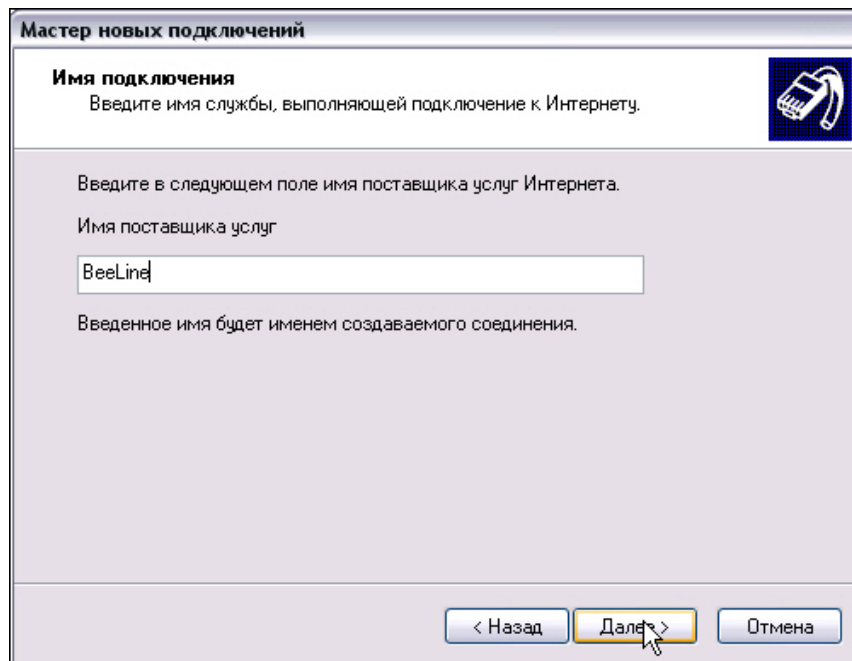 Мастер новых подключений
Имя подключения
Введите имя службы, выполняющей подключение к Интернету.
Введите в следующем поле имя поставщика услуг Интернета.
Имя поставщика услуг
BeeLine
Введенное имя будет именем создаваемого соединения.
< Назад
Далее >
Отмена